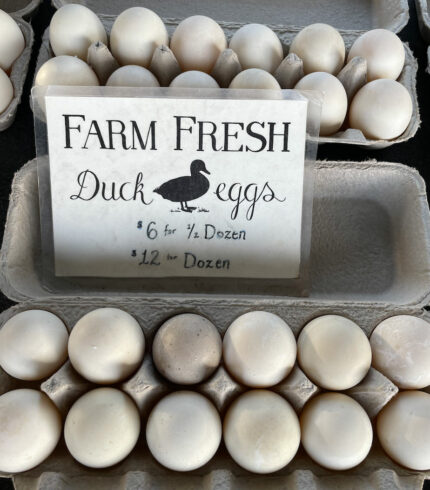 FARM FRESH
Duck eggs
$6 for 1/2 Dozen
$12 for Dozen